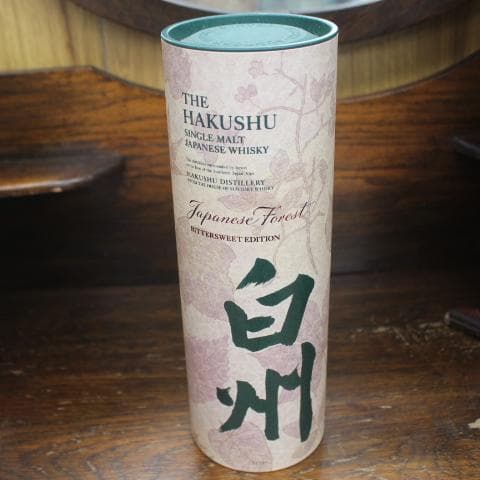 THE
HAKUSHU
SINGLE MALT
JAPANESE WHISKY
HAKUSHU DISTILLERY
Japanese Forest
BITTERSWEET EDITION
白州